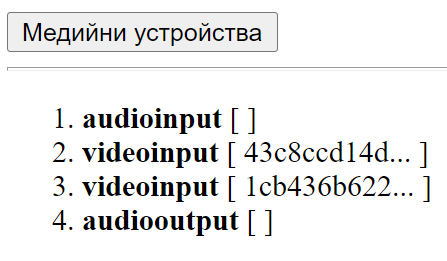 Медийни устройства
1. audioinput [ ]
2. videoinput [ 43c8ccd14d... ]
3. videoinput [ 1cb436b622... ]
4. audiooutput [ ]